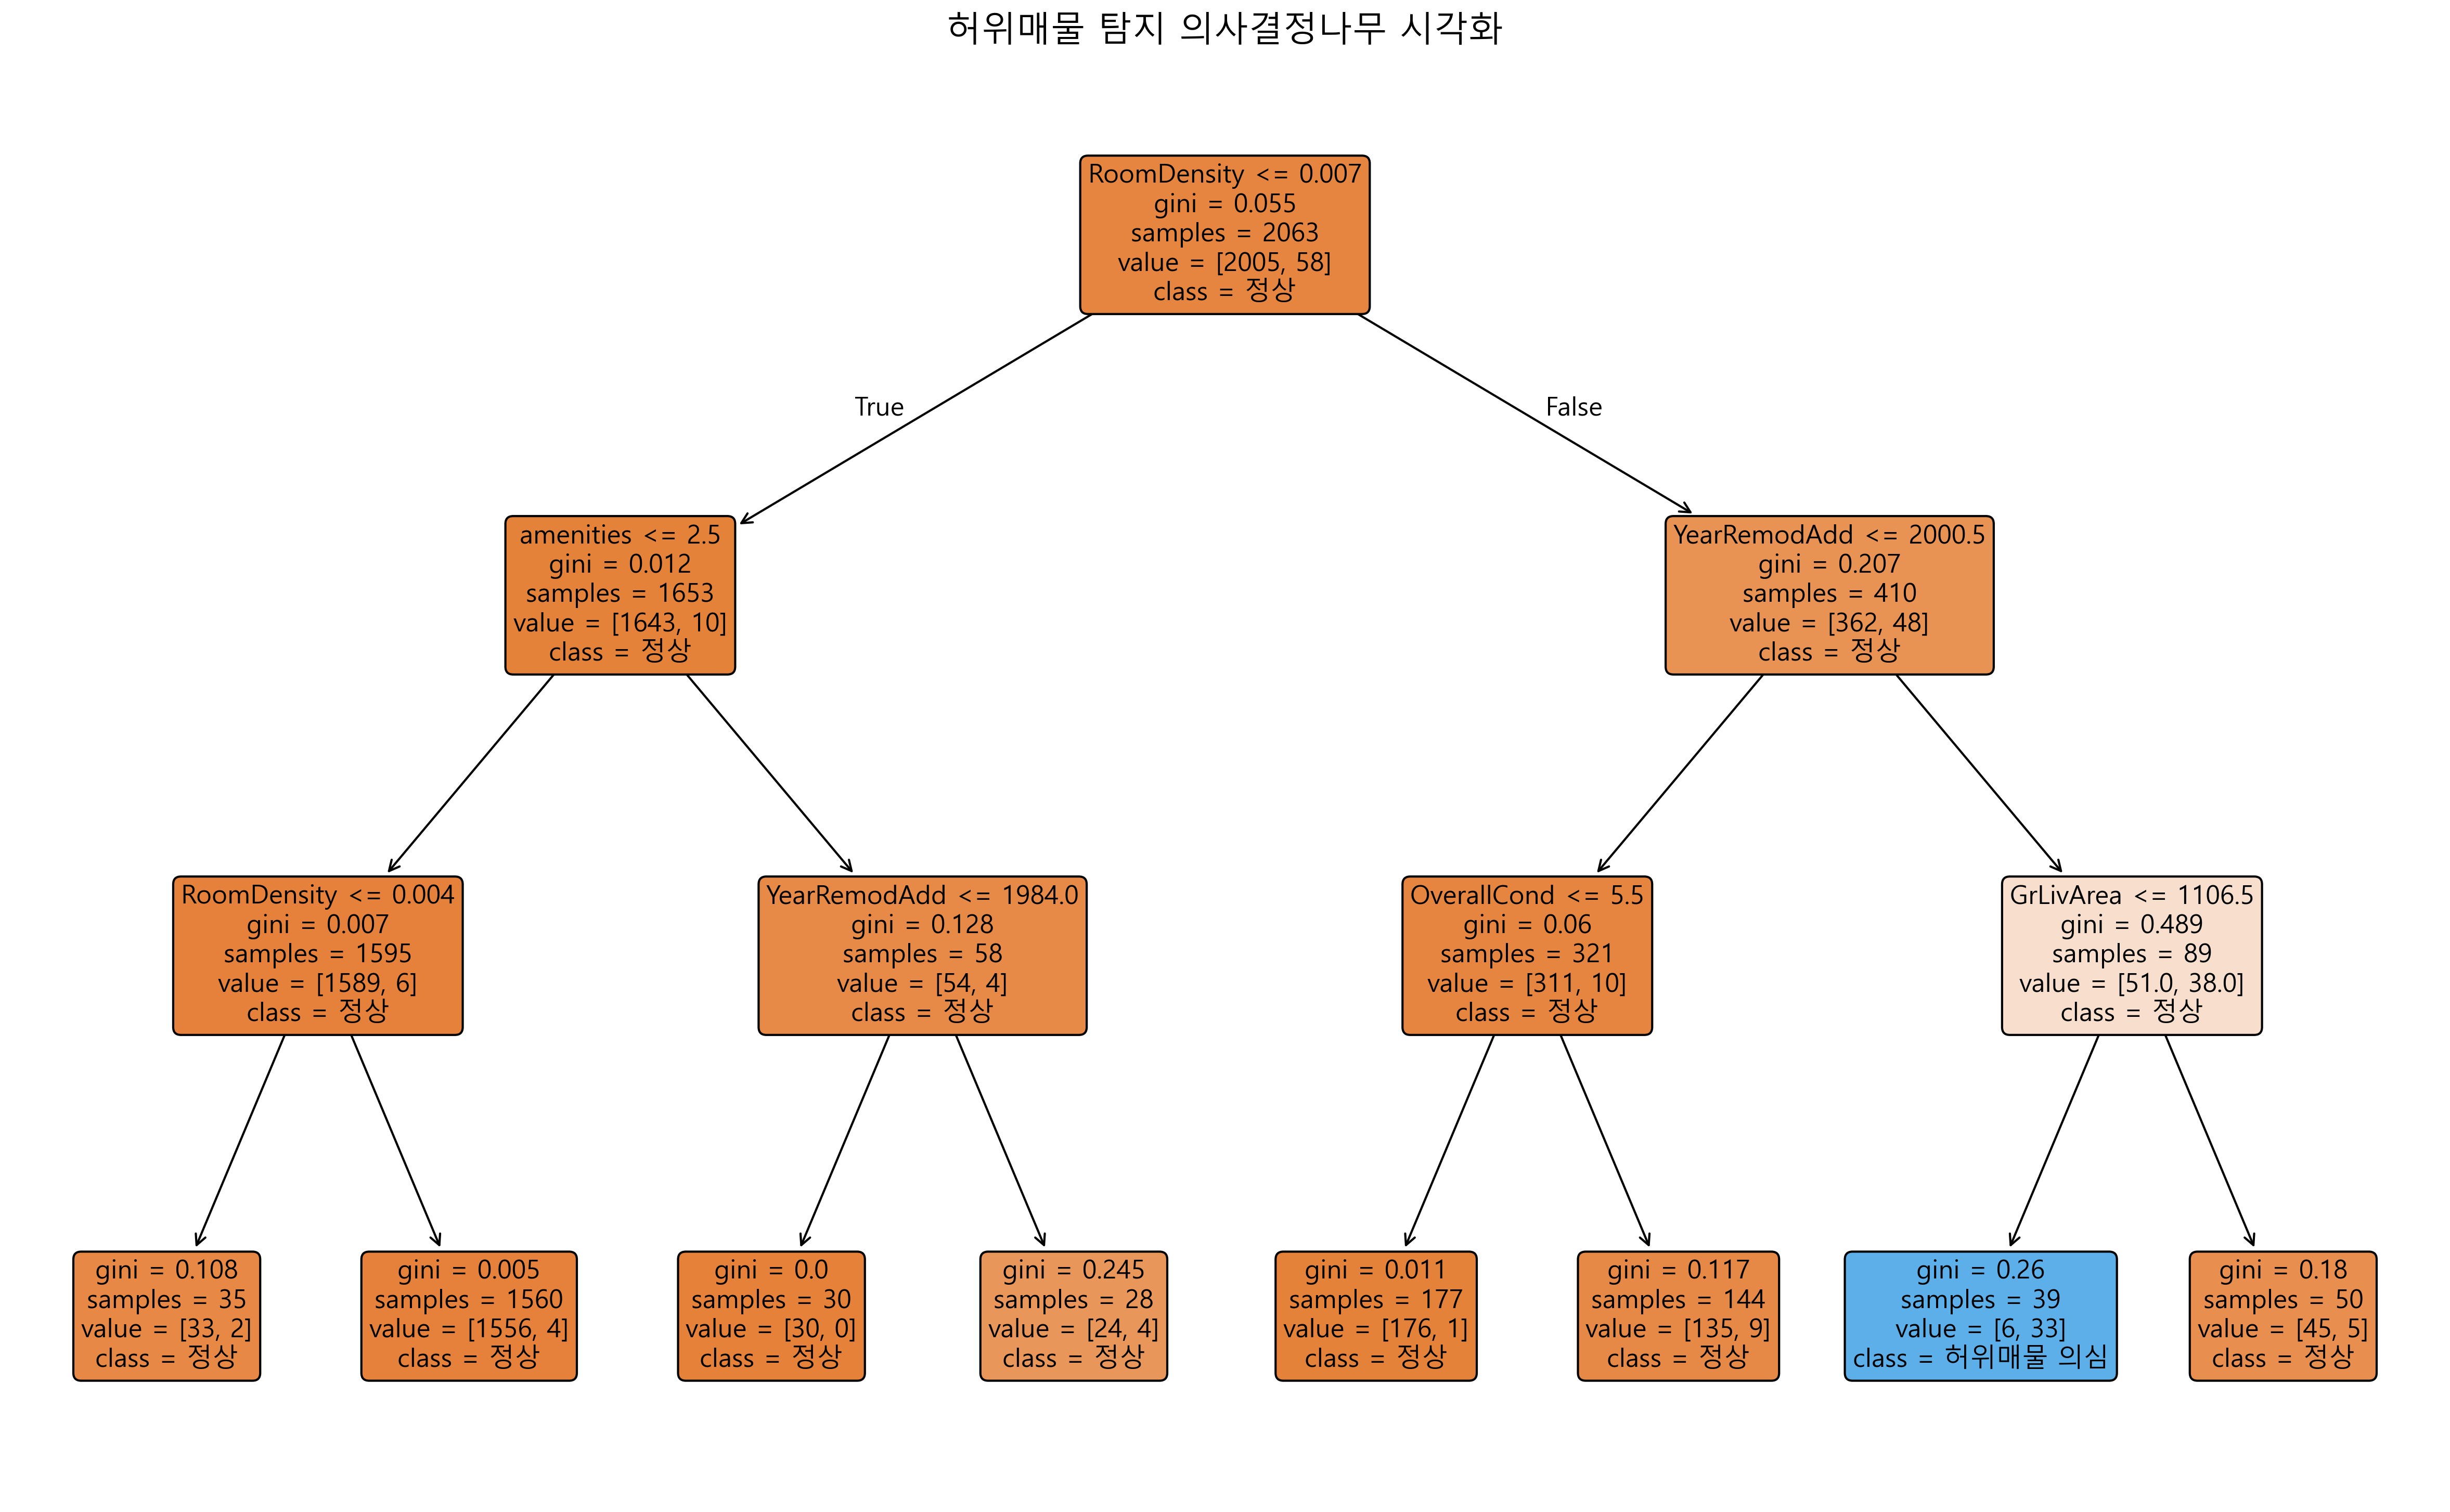 허위매물 탐지 의사결정나무 시각화
RoomDensity <= 0.007
gini = 0.055
samples = 2063
value = [2005, 58]
class = 정상
True
False
amenities <= 2.5
gini = 0.012
samples = 1653
value = [1643, 10]
class = 정상
YearRemodAdd <= 2000.5
gini = 0.207
samples = 410
value = [362, 48]
class = 정상
RoomDensity <= 0.004
gini = 0.007
samples = 1595
value = [1589, 6]
class = 정상
YearRemodAdd <= 1984.0
gini = 0.128
samples = 58
value = [54, 4]
class = 정상
OverallCond <= 5.5
gini = 0.06
samples = 321
value = [311, 10]
class = 정상
GrLivArea <= 1106.5
gini = 0.489
samples = 89
value = [51.0, 38.0]
class = 정상
gini = 0.108
samples = 35
value = [33, 2]
class = 정상
gini = 0.005
samples = 1560
value = [1556, 4]
class = 정상
gini = 0.0
samples = 30
value = [30, 0]
class = 정상
gini = 0.245
samples = 28
value = [24, 4]
class = 정상
gini = 0.011
samples = 177
value = [176, 1]
class = 정상
gini = 0.117
samples = 144
value = [135, 9]
class = 정상
gini = 0.26
samples = 39
value = [6, 33]
class = 허위매물 의심
gini = 0.18
samples = 50
value = [45, 5]
class = 정상